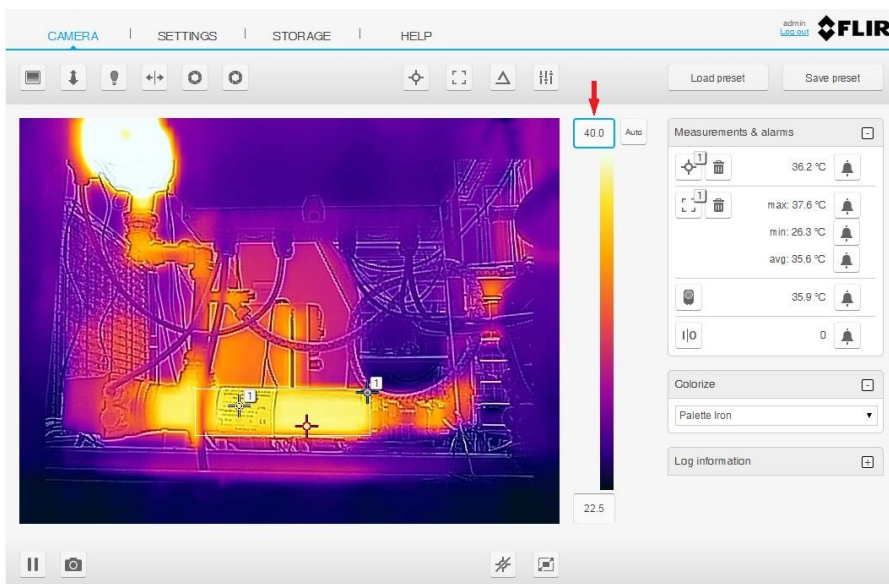 CAMERA | SETTINGS | STORAGE | HELP
admin
Log out
FLIR
Load preset
Save preset
40.0
Auto
Measurements & alarms
1
36.2 °C
1
max: 37.6 °C
min: 26.3 °C
avg: 35.6 °C
35.9 °C
I|O
0
1
1
Colorize
Palette Iron
Log information
22.5